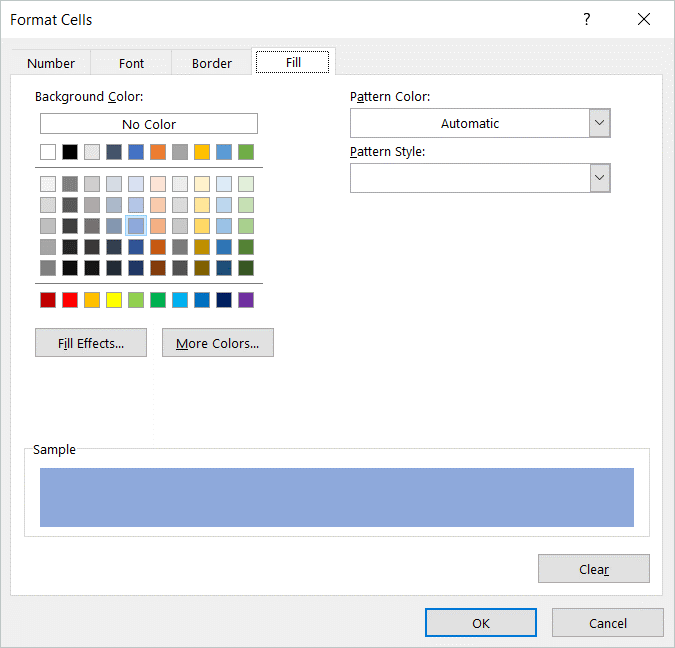 Format Cells
?
Number Font Border Fill
Background Color:
No Color
Pattern Color:
Automatic
Pattern Style:
Fill Effects...
More Colors...
Sample
Clear
OK
Cancel